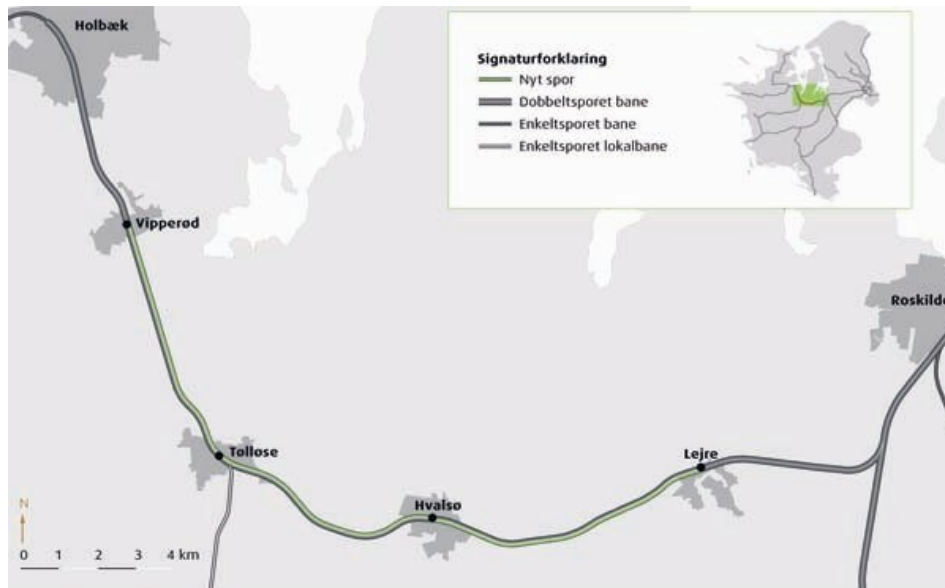 Holbæk
Signaturforklaring
Nyt spor
Dobbeltsporet bane
Enkeltsporet bane
Enkeltsporet lokalbane
Vipperød
Roskilde
Tølløse
Lejre
Hvalsø
N
0 1 2 3 4 km